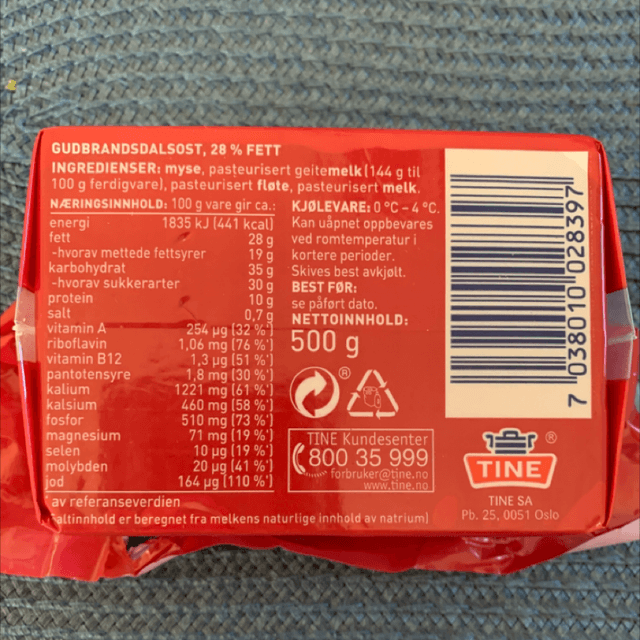 GUDBRANDSDALSOST, 28 % FETT
INGREDIENSER: myse, pasteurisert geitemelk (144 g til
100 g ferdigvare), pasteurisert fløte, pasteurisert melk.
NÆRINGSINNHOLD: 100 g vare gir ca.:
energi 1835 kJ (441 kcal)
fett 28 g
-hvorav mettede fettsyrer 19 g
karbohydrat 35 g
-hvorav sukkerarter 30 g
protein 10 g
salt 0,7 g
vitamin A 254 µg (32 %*)
riboflavin 1,06 mg (76 %*)
vitamin B12 1,3 µg (51 %*)
pantotensyre 1,8 mg (30 %*)
kalium 1221 mg (61 %*)
kalsium 460 mg (58 %*)
fosfor 510 mg (73 %*)
magnesium 71 mg (19 %*)
selen 10 µg (19 %*)
molybden 20 µg (41 %*)
jod 164 µg (110 %*)
av referanseverdien
altinnhold er beregnet fra melkens naturlige innhold av natrium)
KJØLEVARE: 0 °C – 4 °C.
Kan uåpnet oppbevares
ved romtemperatur i
kortere perioder.
Skives best avkjølt.
BEST FØR:
se påført dato.
NETTOINNHOLD:
500 g
®
TINE Kundesenter
800 35 999
forbruker@tine.no
www.tine.no
7 038010 028397
®
TINE
TINE SA
Pb. 25, 0051 Oslo